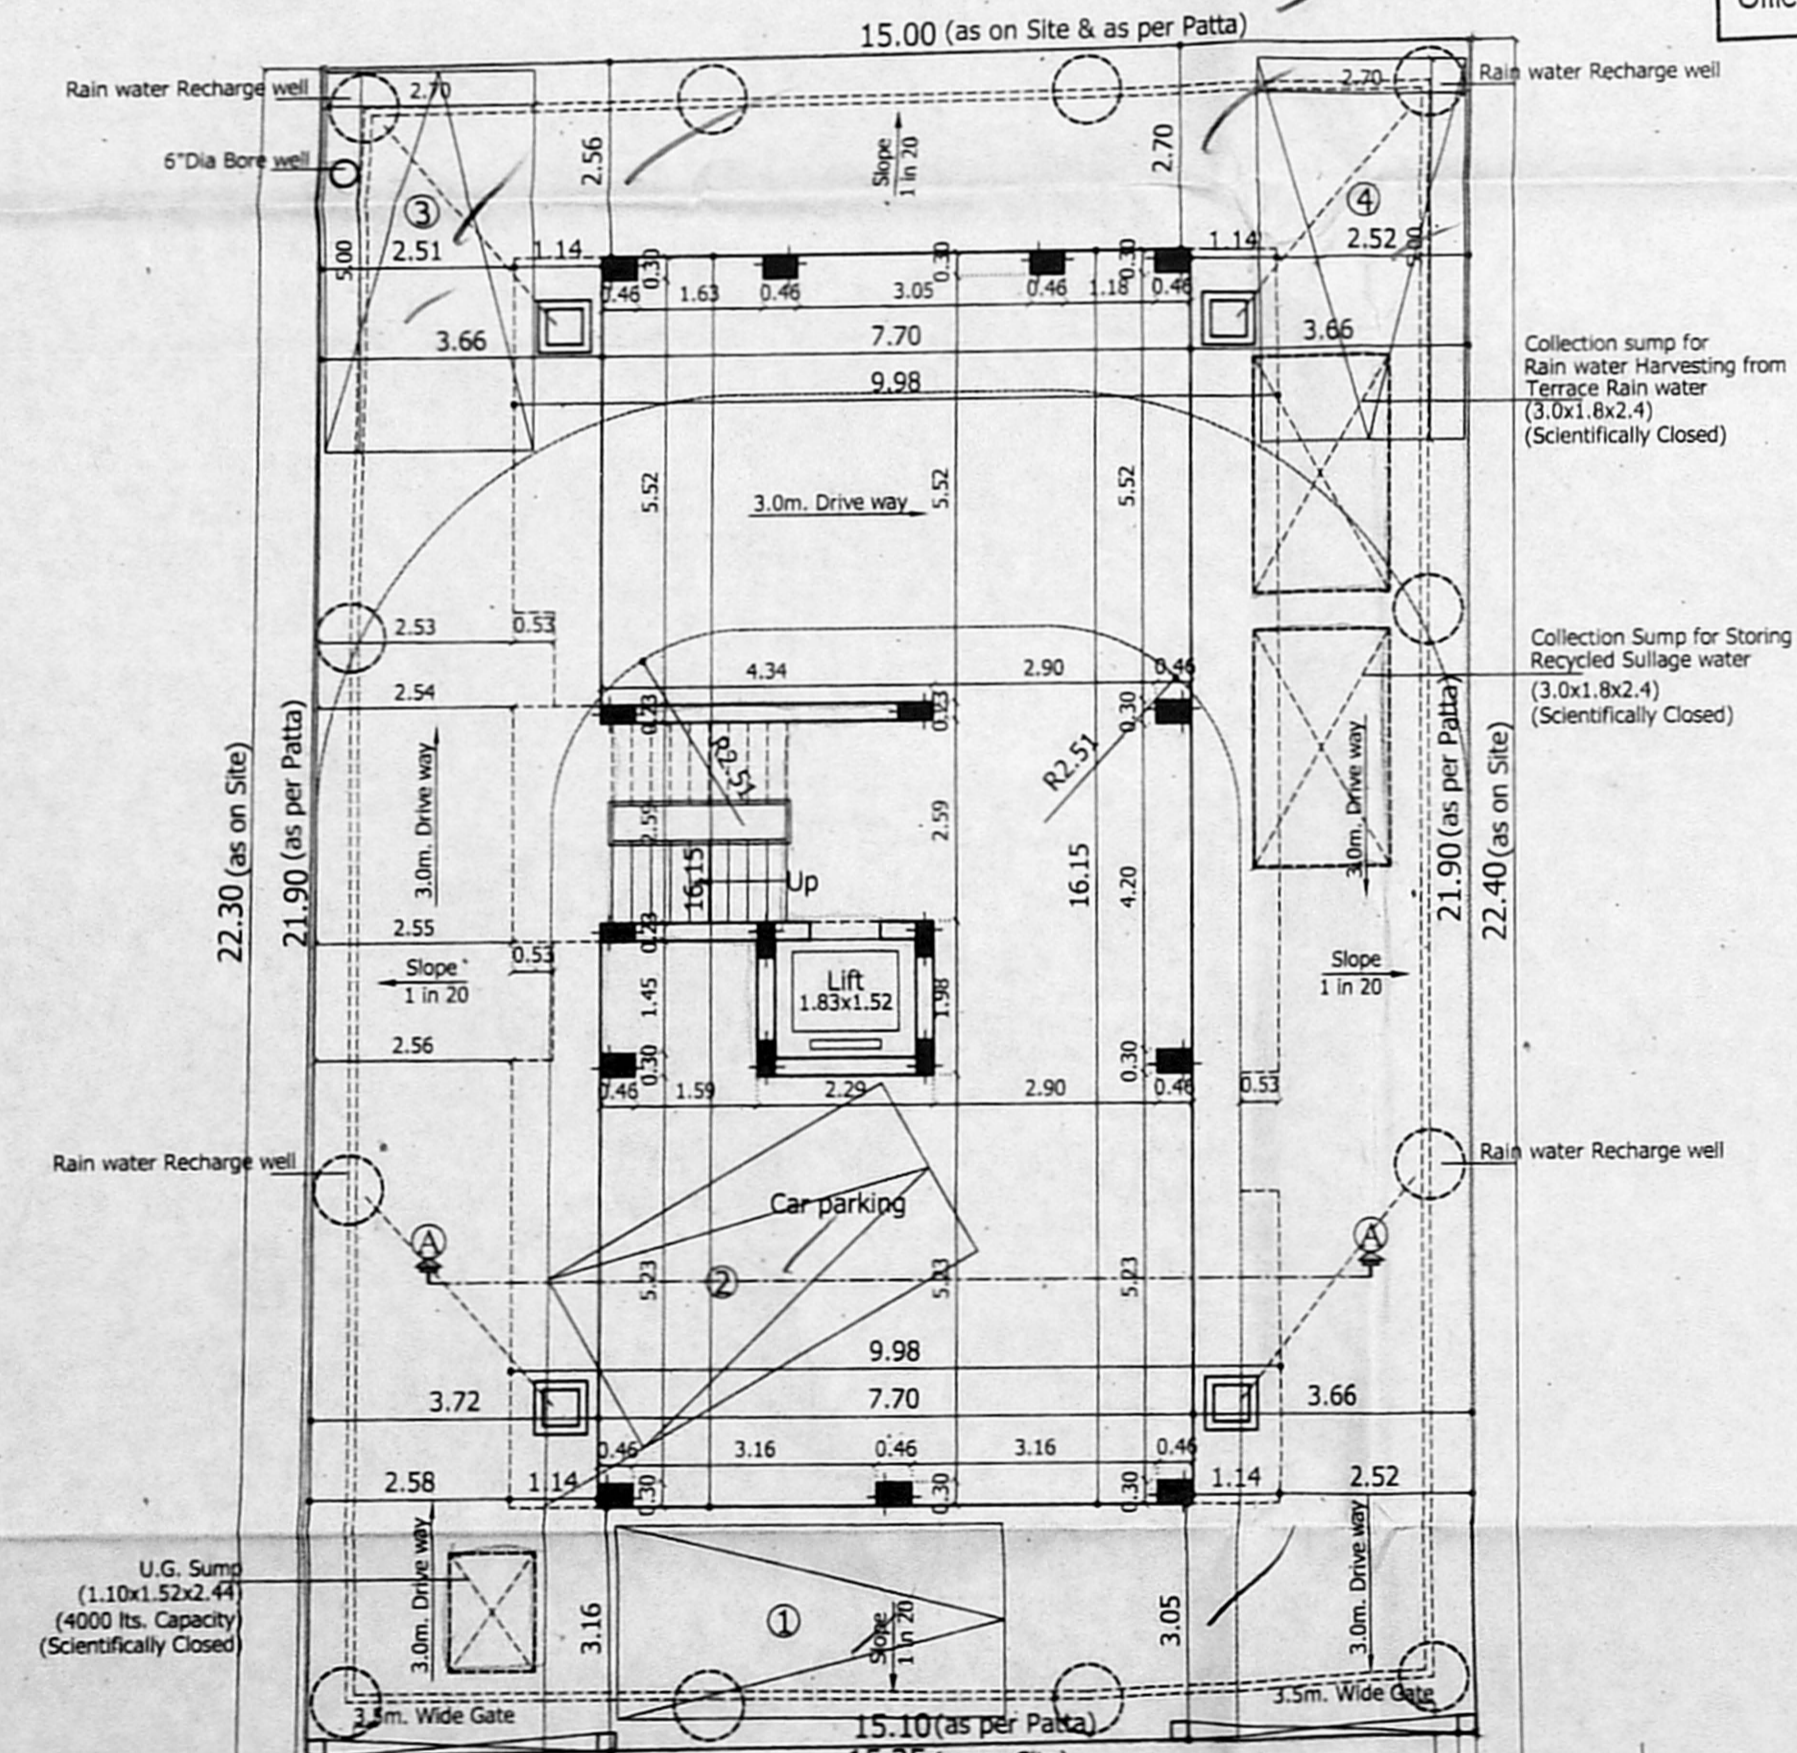 15.00 (as on Site & as per Patta)
Rain water Recharge well
2.70
2.70
Rain water Recharge well
6"Dia Bore well
2.56
Slope
1 in 20
2.70
3
4
5.00
2.51
1.14
0.30
0.30
0.30
1.14
2.52
5.00
0.46
1.63
0.46
3.05
0.46
1.18
0.46
3.66
7.70
3.66
Collection sump for
Rain water Harvesting from
Terrace Rain water
(3.0x1.8x2.4)
(Scientifically Closed)
9.98
5.52
3.0m. Drive way
5.52
5.52
2.53
0.53
Collection Sump for Storing
Recycled Sullage water
(3.0x1.8x2.4)
(Scientifically Closed)
4.34
2.90
0.46
2.54
0.23
0.23
0.30
R2.51
R2.51
22.30 (as on Site)
21.90 (as per Patta)
3.0m. Drive way
2.59
2.59
3.0m. Drive way
21.90 (as per Patta)
22.40 (as on Site)
16.15
Up
16.15
4.20
2.55
0.23
0.53
Slope
1 in 20
1.45
Lift
1.83x1.52
1.98
Slope
1 in 20
2.56
0.30
0.30
0.46
1.59
2.29
2.90
0.46
0.53
Rain water Recharge well
Rain water Recharge well
Car parking
A
A
2
5.23
5.23
5.23
9.98
3.72
7.70
3.66
0.46
3.16
0.46
3.16
0.46
2.58
1.14
0.30
0.30
0.30
1.14
2.52
U.G. Sump
(1.10x1.52x2.44)
(4000 lts. Capacity)
(Scientifically Closed)
3.0m. Drive way
3.16
1
Slope
1 in 20
3.05
3.0m. Drive way
3.5m. Wide Gate
3.5m. Wide Gate
15.10 (as per Patta)